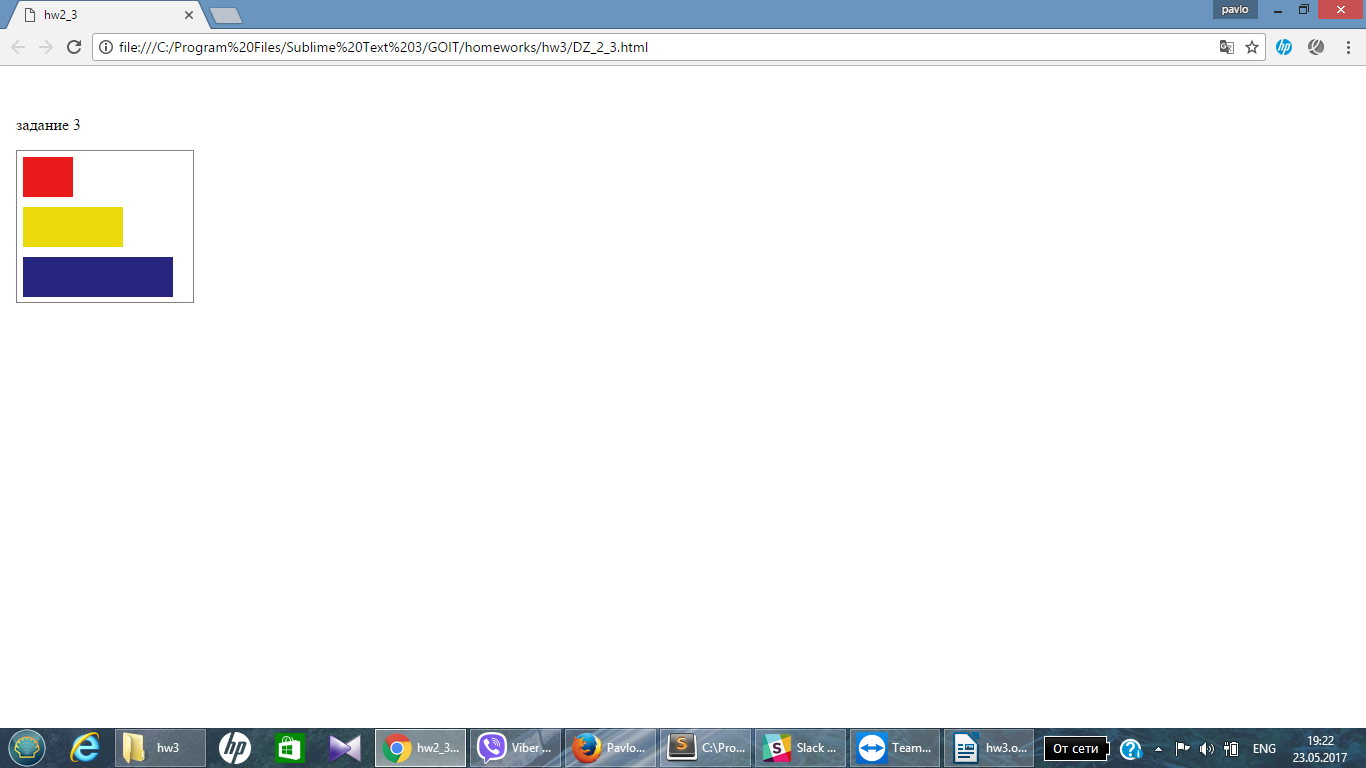 hw2_3
pavlo
file:///C:/Program%20Files/Sublime%20Text%203/GOIT/homeworks/hw3/DZ_2_3.html
задание 3
hw3
hp
hw2_3...
Viber ...
Pavlo...
C:\Pro...
Slack ...
Team...
hw3.o...
От сети
ENG
19:22
23.05.2017